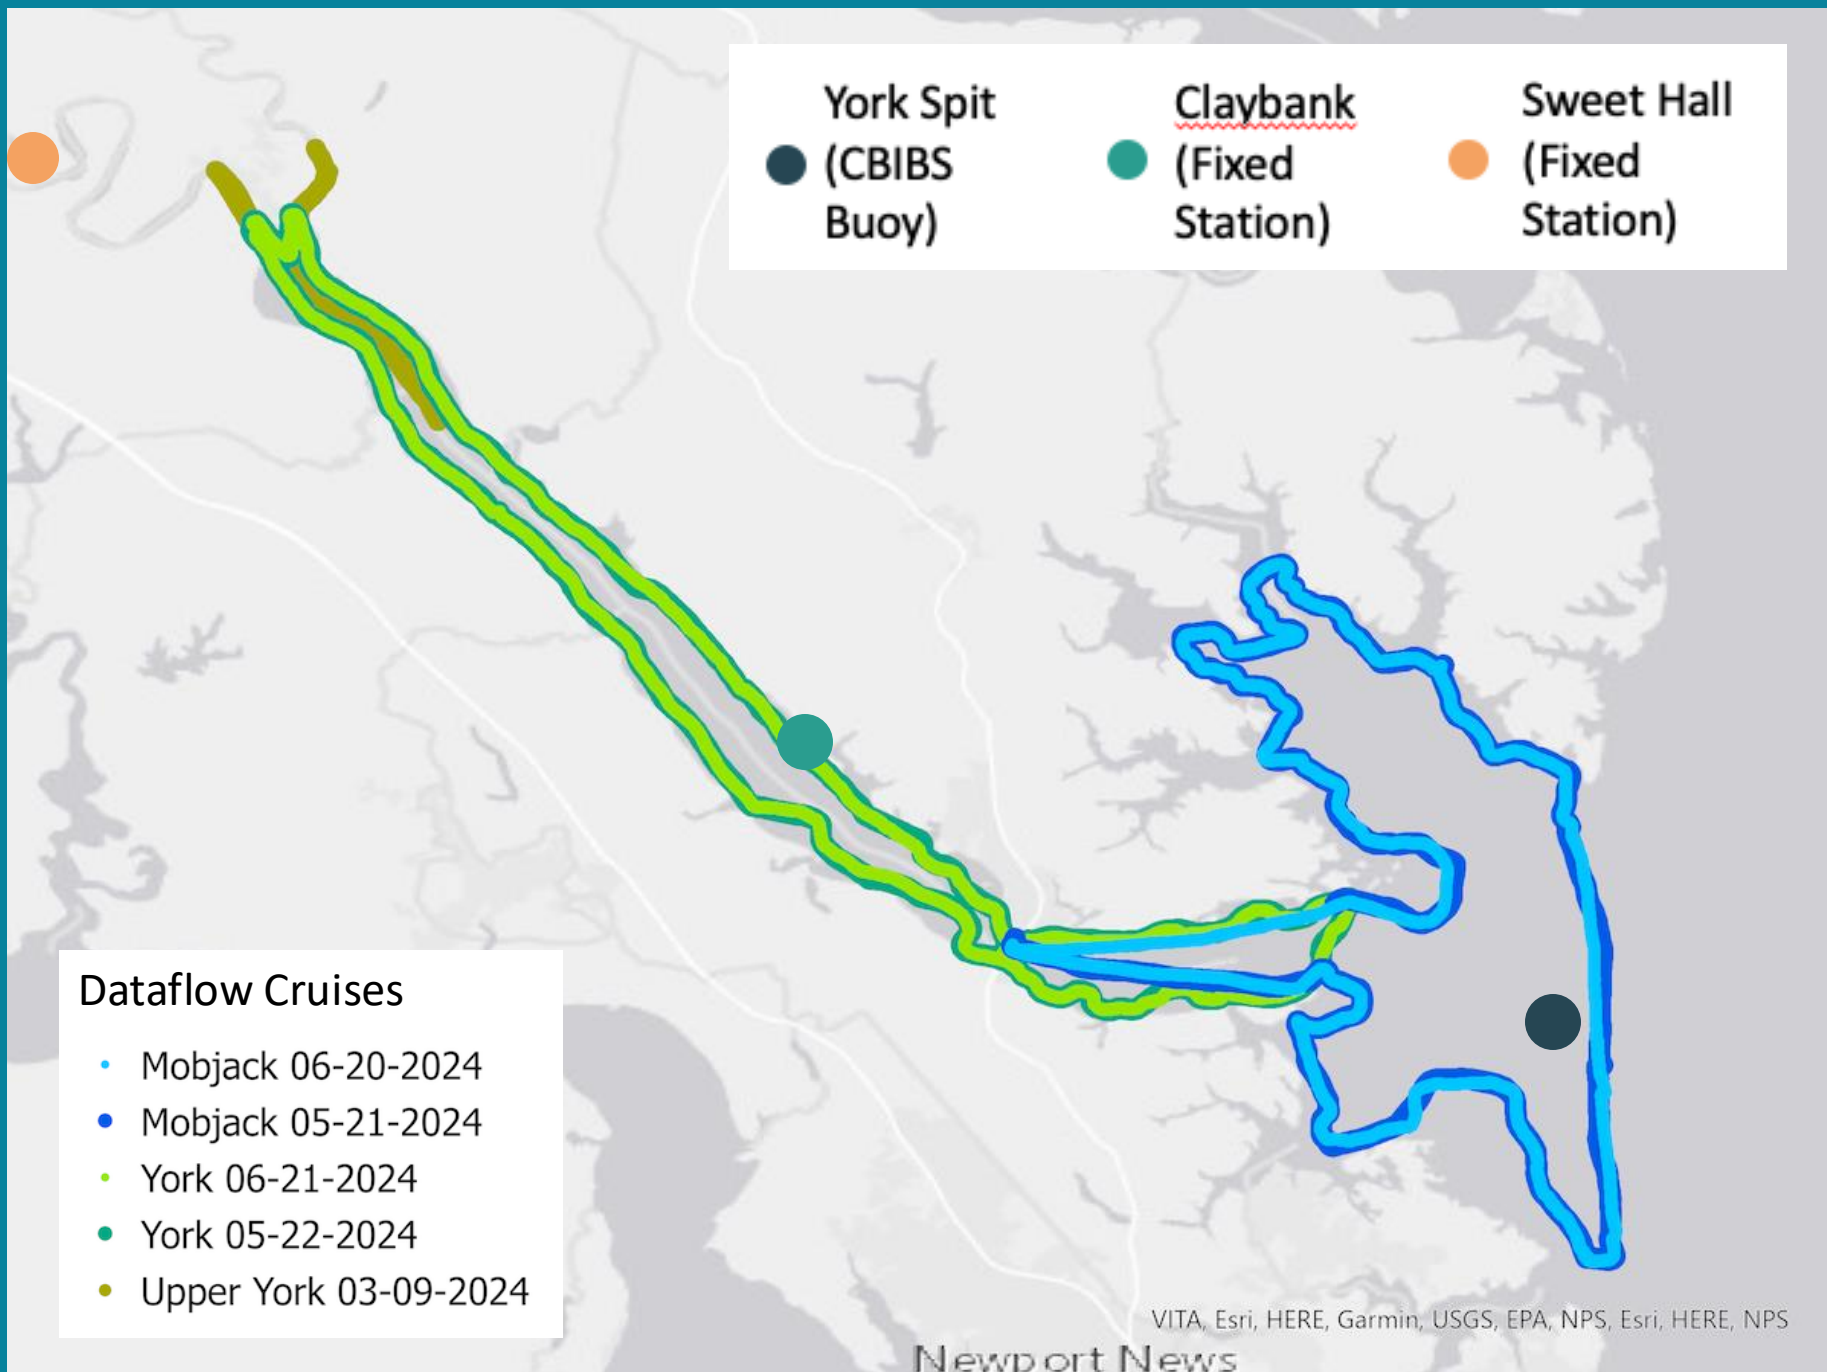 York Spit
(CBIBS
Buoy)
Claybank
(Fixed
Station)
Sweet Hall
(Fixed
Station)
Dataflow Cruises
Mobjack 06-20-2024
Mobjack 05-21-2024
York 06-21-2024
York 05-22-2024
Upper York 03-09-2024
VITA, Esri, HERE, Garmin, USGS, EPA, NPS, Esri, HERE, NPS
Newport News